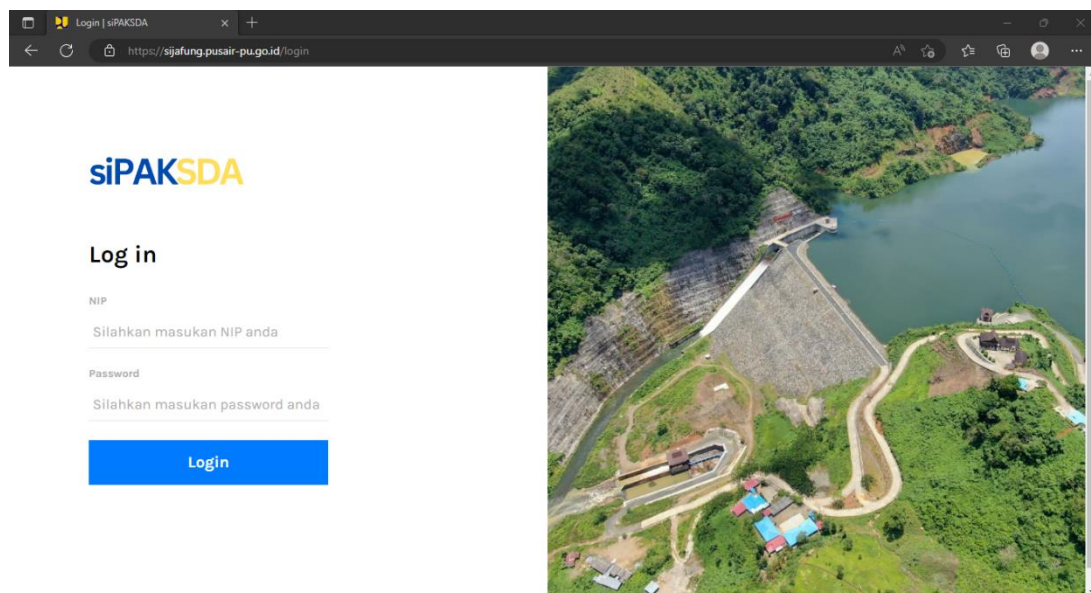 Login | siPAKSDA
https://sijafung.pusair-pu.go.id/login
siPAKSDA
Log in
NIP
Silahkan masukan NIP anda
Password
Silahkan masukan password anda
Login